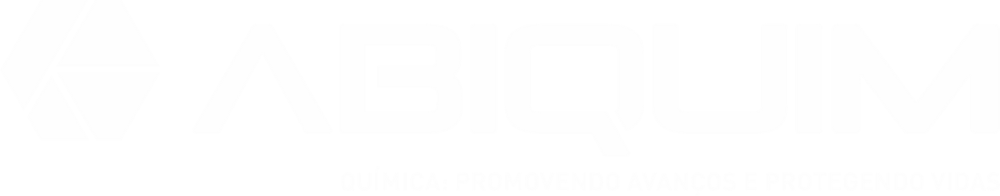 ABIQUIM
QUÍMICA: PROMOVENDO AVANÇOS E PROTEGENDO VIDAS